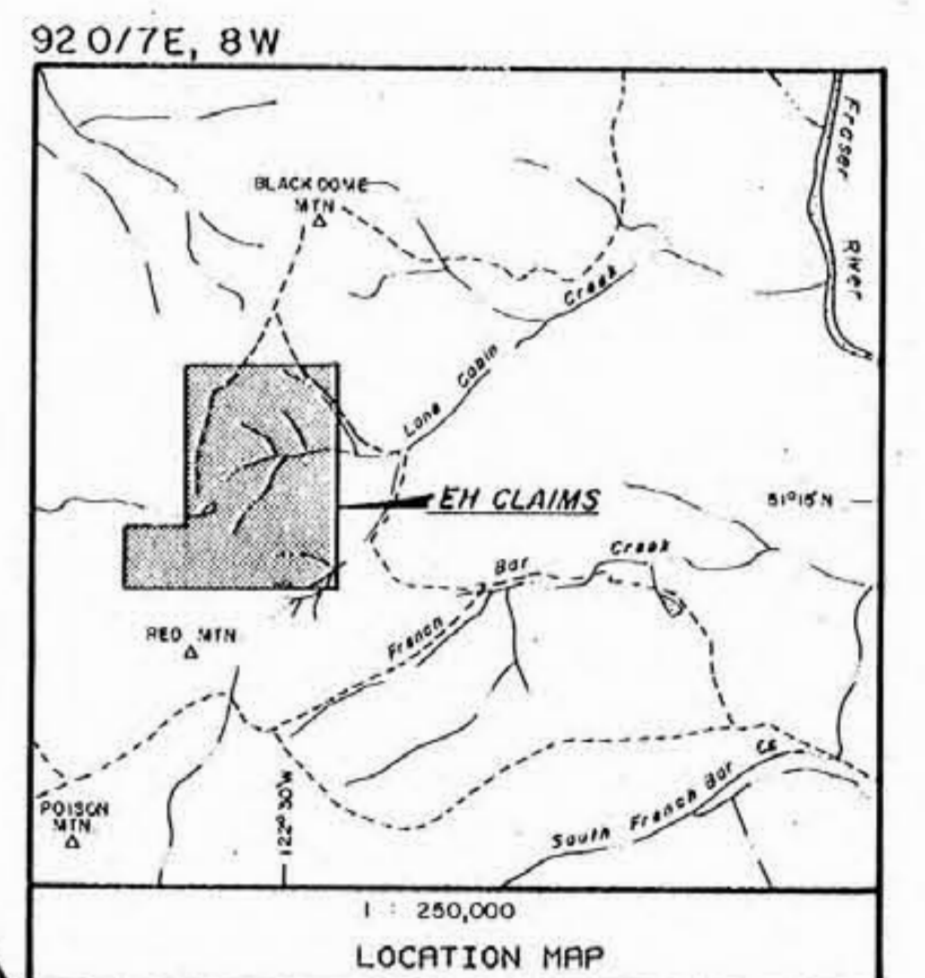 92 O/7E, 8W
Fraser River
BLACK DOME
MTN
Lone Cabin Creek
EH CLAIMS
51°15'N
French Bar Creek
RED MTN.
POISON
MTN.
122°30'W
South French Bar Ck
1 : 250,000
LOCATION MAP